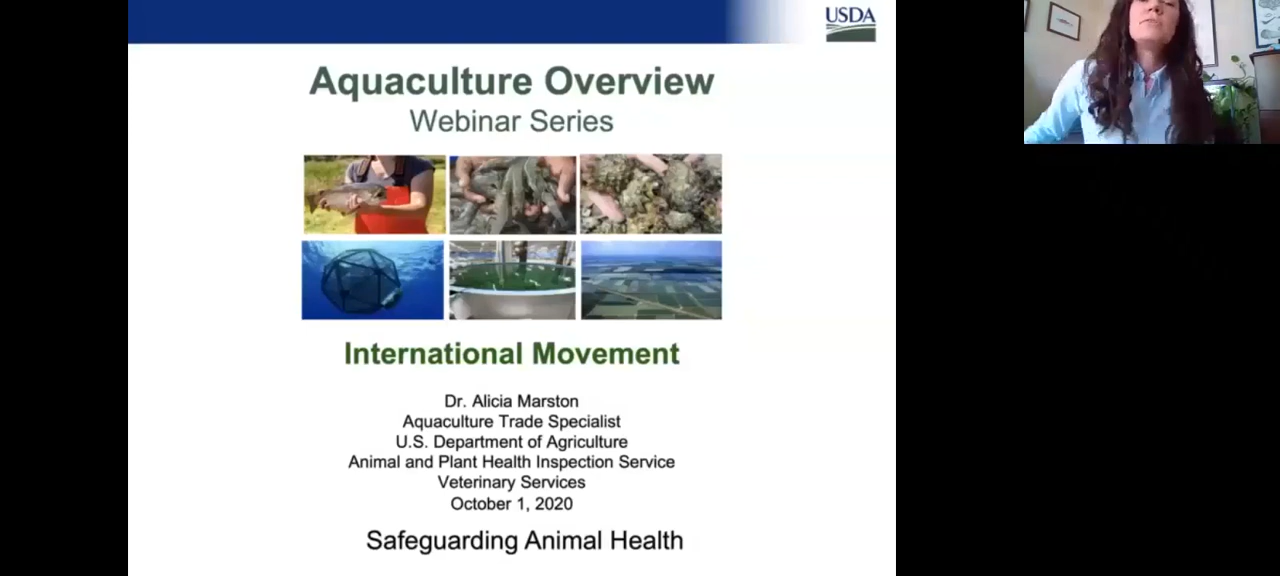 USDA
Aquaculture Overview
Webinar Series
International Movement
Dr. Alicia Marston
Aquaculture Trade Specialist
U.S. Department of Agriculture
Animal and Plant Health Inspection Service
Veterinary Services
October 1, 2020
Safeguarding Animal Health